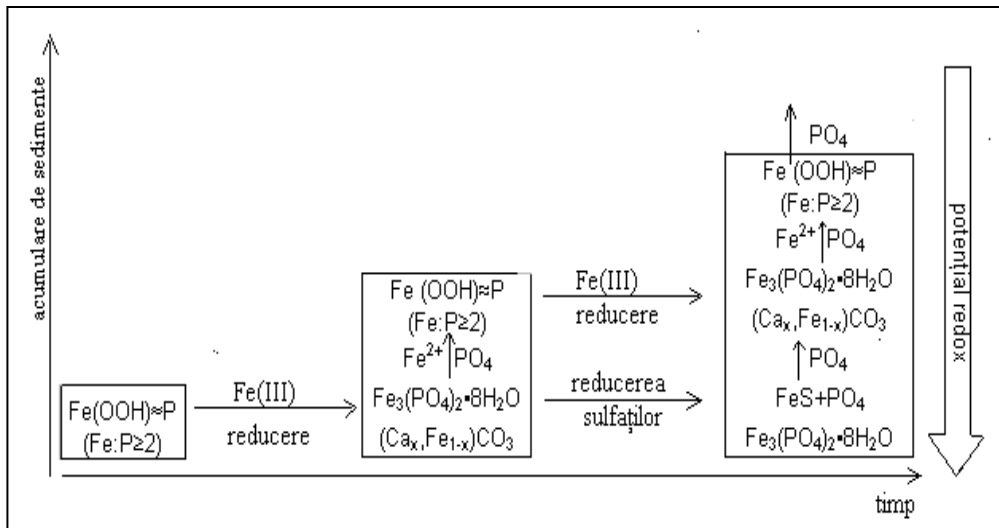 acumulare de sedimente
Fe(OOH)≈P
(Fe:P≥2)
Fe(III)
reducere
Fe (OOH)≈P
(Fe:P≥2)
Fe²⁺ PO₄
Fe₃(PO₄)₂•8H₂O
(Caₓ,Fe₁₋ₓ)CO₃
Fe(III)
reducere
reducerea
sulfaţilor
PO₄
Fe (OOH)≈P
(Fe:P≥2)
Fe²⁺ PO₄
Fe₃(PO₄)₂•8H₂O
(Caₓ,Fe₁₋ₓ)CO₃
PO₄
FeS+PO₄
Fe₃(PO₄)₂•8H₂O
potenţial redox
timp